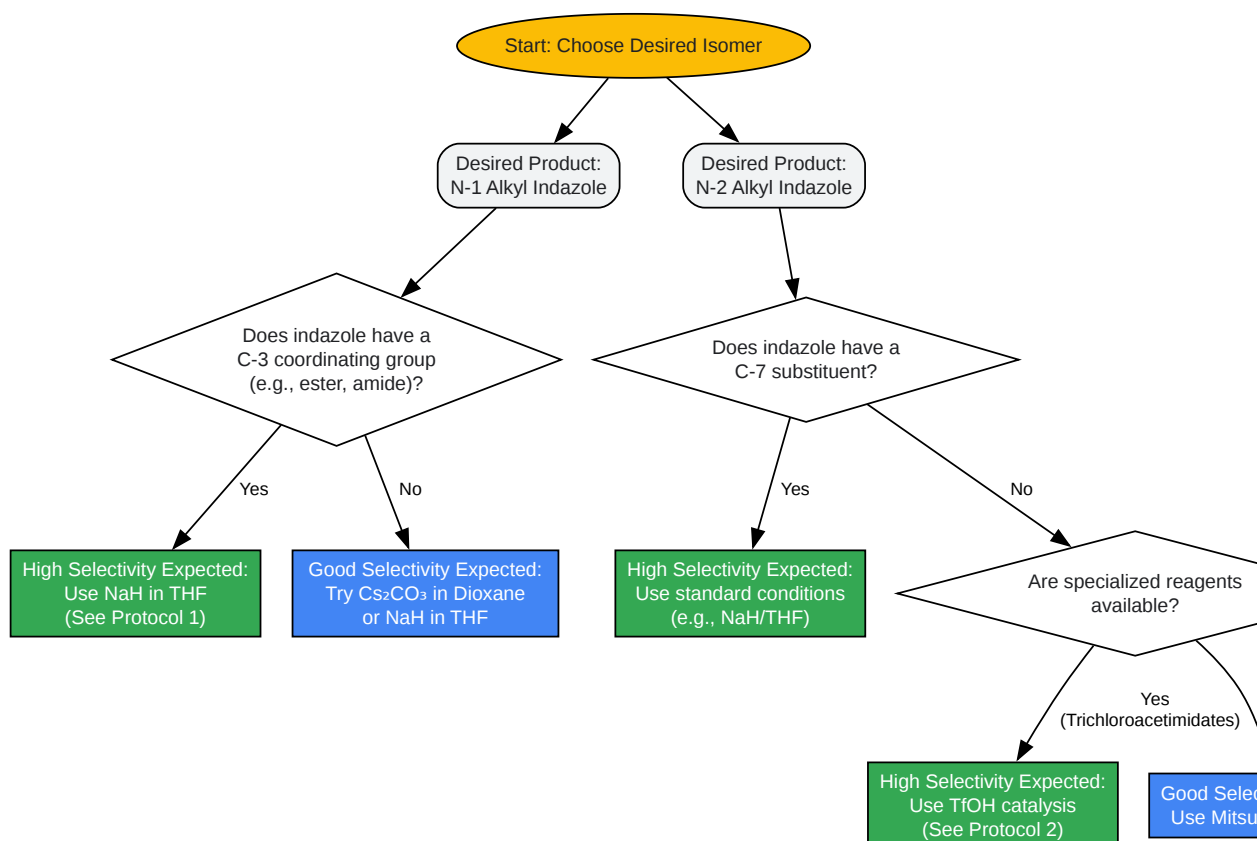 Start: Choose Desired Isomer
Desired Product:
N-1 Alkyl Indazole
Desired Product:
N-2 Alkyl Indazole
Does indazole have a
C-3 coordinating group
(e.g., ester, amide)?
Does indazole have a
C-7 substituent?
Yes
No
Yes
No
High Selectivity Expected:
Use NaH in THF
(See Protocol 1)
Good Selectivity Expected:
Try Cs₂CO₃ in Dioxane
or NaH in THF
High Selectivity Expected:
Use standard conditions
(e.g., NaH/THF)
Are specialized reagents
available?
Yes
(Trichloroacetimidates)
High Selectivity Expected:
Use TfOH catalysis
(See Protocol 2)
Good
Use